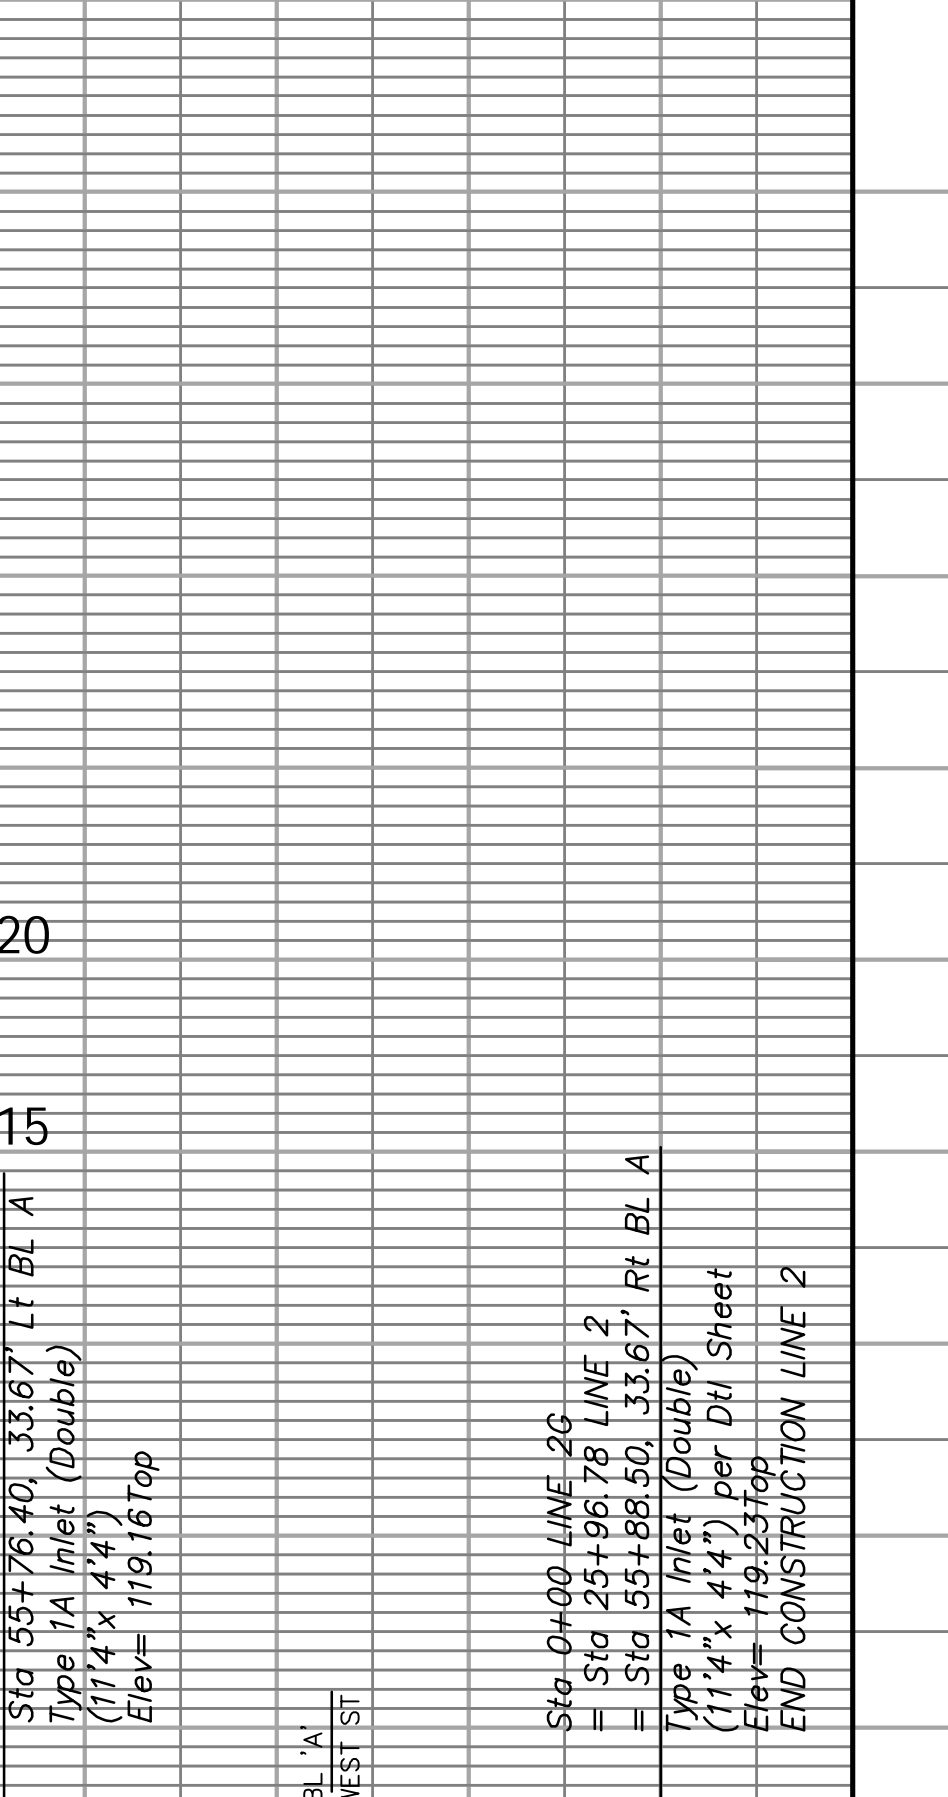 20
15
Sta 55+76.40, 33.67' Lt BL A
Type 1A Inlet (Double)
(11'4"x 4'4")
Elev= 119.16Top
BL 'A'
WEST ST
Sta 0+00 LINE 2G
= Sta 25+96.78 LINE 2
= Sta 55+88.50, 33.67' Rt BL A
Type 1A Inlet (Double)
(11'4"x 4'4") per Dtl Sheet
Elev= 119.23Top
END CONSTRUCTION LINE 2